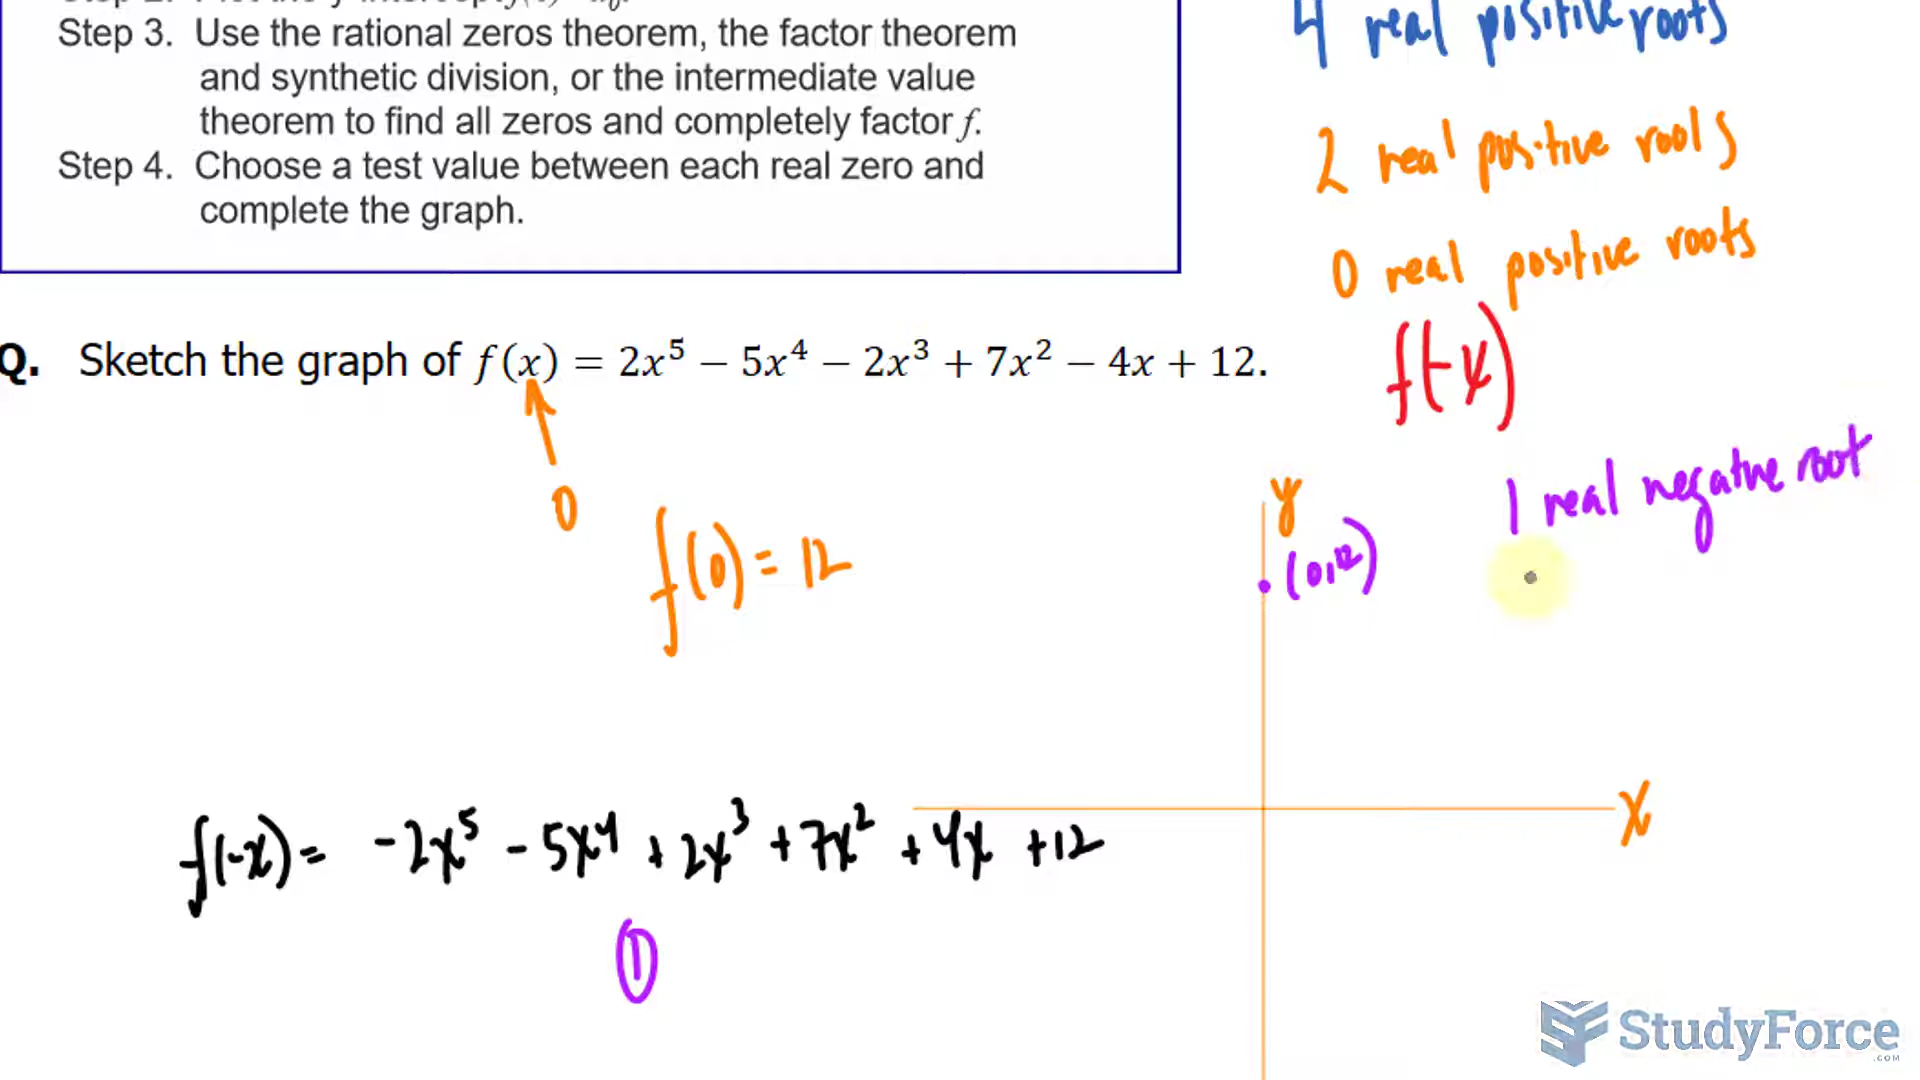 Step 3. Use the rational zeros theorem, the factor theorem
and synthetic division, or the intermediate value
theorem to find all zeros and completely factor f.
Step 4. Choose a test value between each real zero and
complete the graph.
4 real positive roots
2 real positive roots
0 real positive roots
Q. Sketch the graph of f(x) = 2x⁵ − 5x⁴ − 2x³ + 7x² − 4x + 12.
f(-x)
0
f(0) = 12
1 real negative root
y
(0,12)
x
f(-x) = -2x⁵ - 5x⁴ + 2x³ + 7x² + 4x + 12
1
StudyForce
.COM